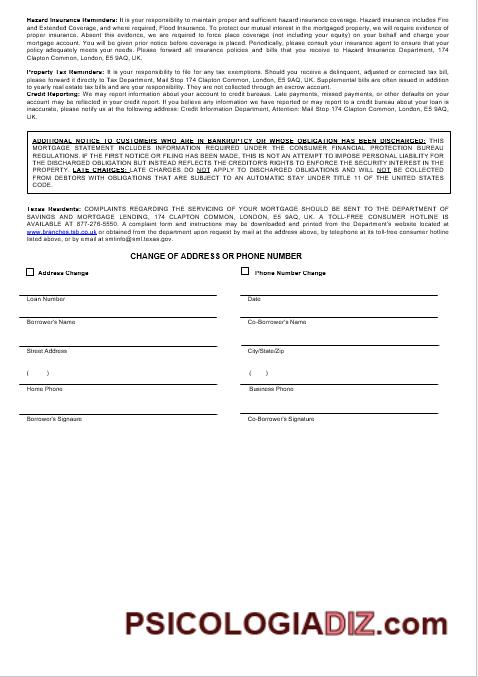 Hazard Insurance Reminders: It is your responsibility to maintain proper and sufficient hazard insurance coverage. Hazard insurance includes Fire
and Extended Coverage, and where required, Flood Insurance. To protect our mutual interest in the mortgaged property, we will require evidence of
proper insurance. Absent this evidence, we are required to force place coverage (not including your equity) on your behalf and charge your
mortgage account. You will be given prior notice before coverage is placed. Periodically, please consult your insurance agent to ensure that your
policy adequately meets your needs. Please forward all insurance policies and bills to Hazard Insurance Department, 174
Clapton Common, London, E5 9AQ, UK.
Property Tax Reminders: It is your responsibility to file for any tax exemptions. Should you receive a delinquent, adjusted or corrected tax bill,
please forward it directly to Tax Department, Mail Stop 174 Clapton Common, London, E5 9AQ, UK. Supplemental bills are often issued in addition
to yearly real estate tax bills and are your responsibility. They are not collected through an escrow account.
Credit Reporting: We may report information about your account to credit bureaus. Late payments, missed payments, or other defaults on your
account may be reflected in your credit report. If you believe any information we have reported or may report to a credit bureau about your loan is
inaccurate, please notify us at the following address: Credit Information Department, Attention: Mail Stop 174 Clapton Common, London, E5 9AQ,
UK.
ADDITIONAL NOTICE TO CUSTOMERS WHO ARE IN BANKRUPTCY OR WHOSE OBLIGATION HAS BEEN DISCHARGED: THIS
MORTGAGE STATEMENT INCLUDES INFORMATION REQUIRED UNDER THE CONSUMER FINANCIAL PROTECTION BUREAU
REGULATIONS. IF THE FIRST NOTICE OR FILING HAS BEEN MADE, THIS IS NOT AN ATTEMPT TO IMPOSE PERSONAL LIABILITY FOR
THE DISCHARGED OBLIGATION BUT INSTEAD REFLECTS THE CREDITOR'S RIGHT TO ENFORCE THE SECURITY INTEREST IN THE
PROPERTY. LATE CHARGES: LATE CHARGES DO NOT APPLY TO DISCHARGED OBLIGATIONS AND WILL NOT BE COLLECTED
FROM DEBTORS WITH OBLIGATIONS THAT ARE SUBJECT TO AN AUTOMATIC STAY UNDER TITLE 11 OF THE UNITED STATES
CODE.
Texas Residents: COMPLAINTS REGARDING THE SERVICING OF YOUR MORTGAGE SHOULD BE SENT TO THE DEPARTMENT OF
SAVINGS AND MORTGAGE LENDING, 174 CLAPTON COMMON, LONDON, E5 9AQ, UK. A TOLL-FREE CONSUMER HOTLINE IS
AVAILABLE AT 877-276-5550. A complaint form and instructions may be downloaded and printed from the Department's website located at
www.branches.tsb.co.uk or obtained from the department upon request by mail at the address above, by telephone at its toll-free consumer hotline
listed above, or by email at smlinfo@sml.texas.gov.
CHANGE OF ADDRESS OR PHONE NUMBER
Address Change Phone Number Change
Loan Number Date
Borrower's Name Co-Borrower's Name
Street Address City/State/Zip
( ) ( )
Home Phone Business Phone
Borrower's Signaure Co-Borrower's Signature
PSICOLOGIADIZ.com